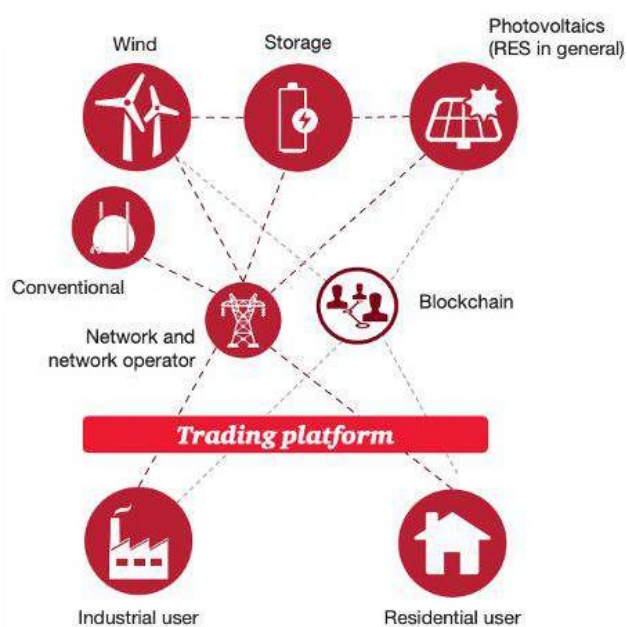 Wind
Storage
Photovoltaics
(RES in general)
Conventional
Blockchain
Network and
network operator
Trading platform
Industrial user
Residential user